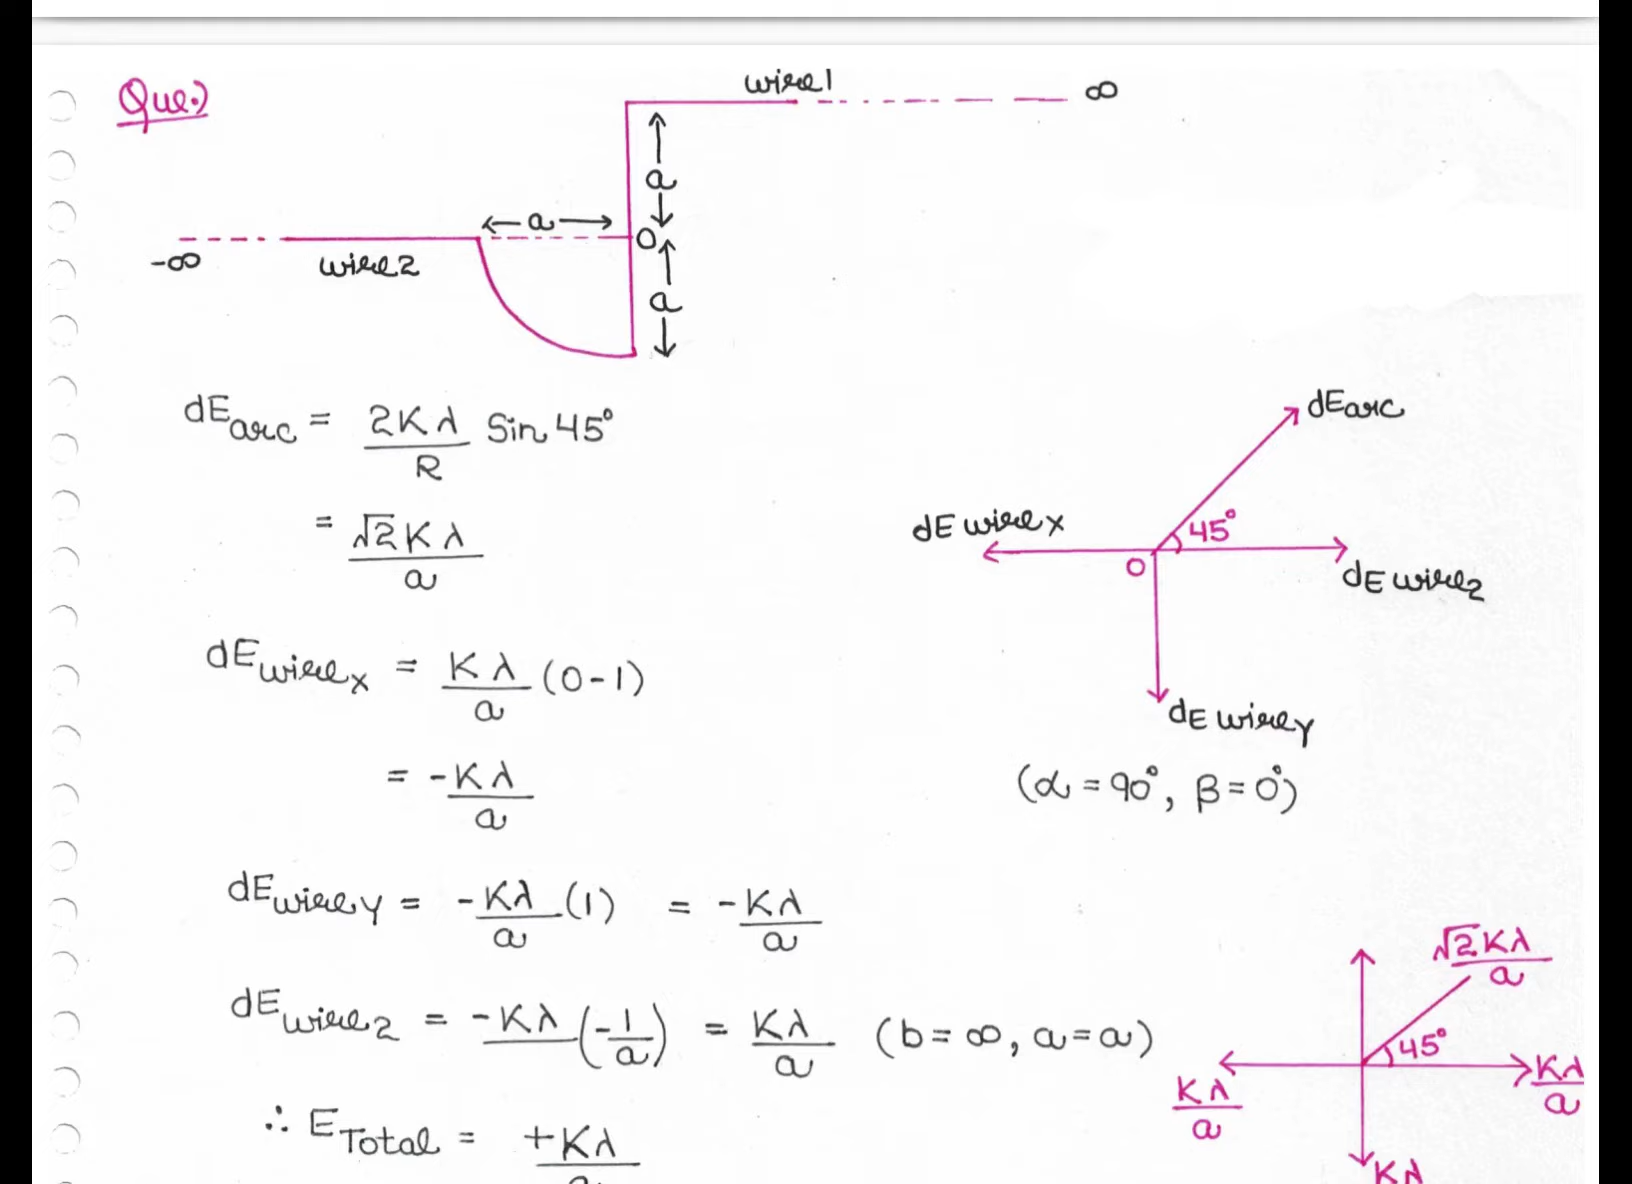 Que.)
wire1
∞
a
a
O
-∞
wire2
a
dEarc = 2Kλ/R Sin 45°
= √2Kλ/a
dEarc
dE wirex
45°
O
dE wire2
dE wirey
(α = 90°, β = 0°)
dEwirex = Kλ/a (0-1)
= -Kλ/a
dEwirey = -Kλ/a (1) = -Kλ/a
dEwire2 = -Kλ (-1/a) = Kλ/a (b = ∞, a = a)
√2Kλ/a
45°
Kλ/a
Kλ/a
Kλ
∴ ETotal = +Kλ